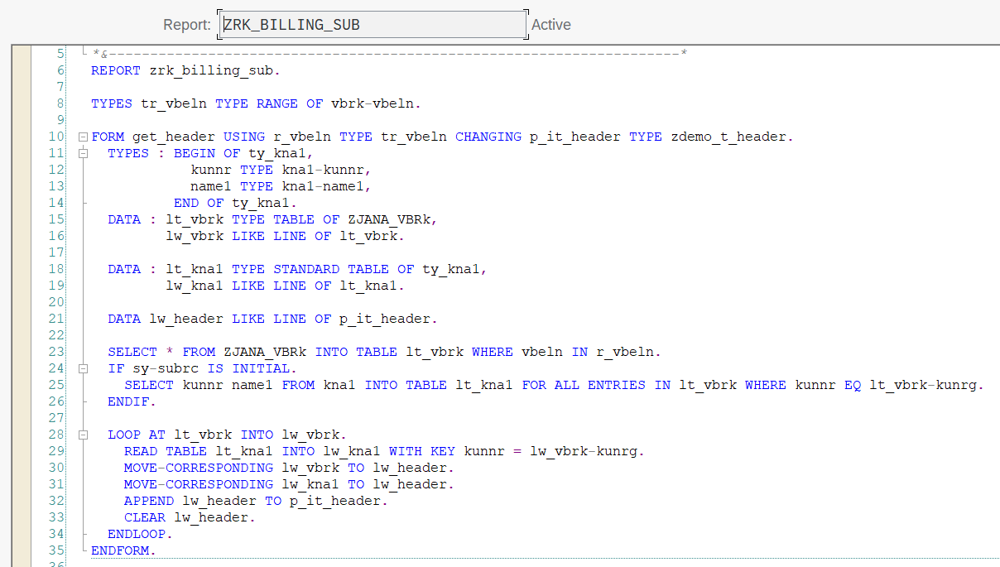 Report: ZRK_BILLING_SUB Active
5 *&---------------------------------------------------------------------*
6 REPORT zrk_billing_sub.
7
8 TYPES tr_vbeln TYPE RANGE OF vbrk-vbeln.
9
10 FORM get_header USING r_vbeln TYPE tr_vbeln CHANGING p_it_header TYPE zdemo_t_header.
11   TYPES : BEGIN OF ty_kna1,
12             kunnr TYPE kna1-kunnr,
13             name1 TYPE kna1-name1,
14           END OF ty_kna1.
15   DATA : lt_vbrk TYPE TABLE OF ZJANA_VBRk,
16          lw_vbrk LIKE LINE OF lt_vbrk.
17
18   DATA : lt_kna1 TYPE STANDARD TABLE OF ty_kna1,
19          lw_kna1 LIKE LINE OF lt_kna1.
20
21   DATA lw_header LIKE LINE OF p_it_header.
22
23   SELECT * FROM ZJANA_VBRk INTO TABLE lt_vbrk WHERE vbeln IN r_vbeln.
24   IF sy-subrc IS INITIAL.
25     SELECT kunnr name1 FROM kna1 INTO TABLE lt_kna1 FOR ALL ENTRIES IN lt_vbrk WHERE kunnr EQ lt_vbrk-kunrg.
26   ENDIF.
27
28   LOOP AT lt_vbrk INTO lw_vbrk.
29     READ TABLE lt_kna1 INTO lw_kna1 WITH KEY kunnr = lw_vbrk-kunrg.
30     MOVE-CORRESPONDING lw_vbrk TO lw_header.
31     MOVE-CORRESPONDING lw_kna1 TO lw_header.
32     APPEND lw_header TO p_it_header.
33     CLEAR lw_header.
34   ENDLOOP.
35 ENDFORM.
36